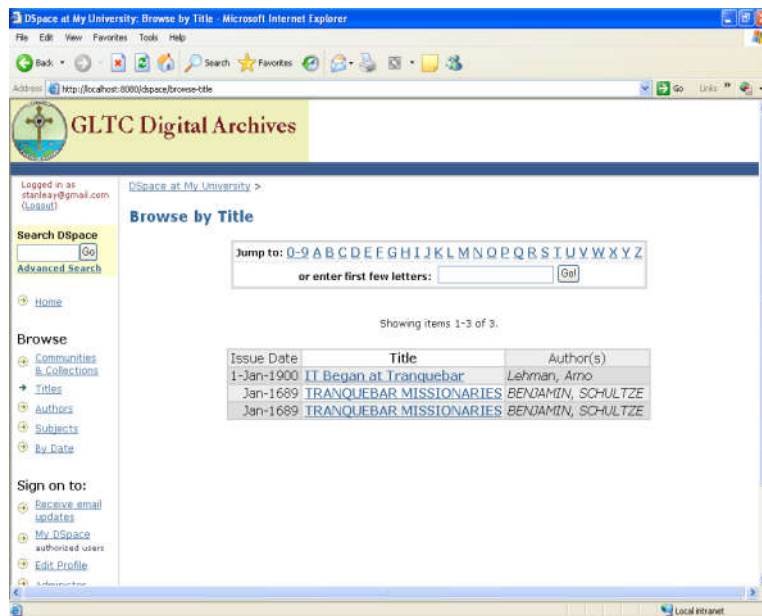 DSpace at My University: Browse by Title - Microsoft Internet Explorer
File Edit View Favorites Tools Help
Back Search Favorites
Address http://localhost:8080/dspace/browse-title Go Links »
GLTC Digital Archives
Logged in as
stanleay@gmail.com
(Logout)
DSpace at My University >
Browse by Title
Search DSpace
Go
Advanced Search
Jump to: 0-9 A B C D E F G H I J K L M N O P Q R S T U V W X Y Z
or enter first few letters: Go!
Home
Showing items 1-3 of 3.
Browse
Communities
& Collections
Titles
Authors
Subjects
By Date
Issue Date Title Author(s)
1-Jan-1900 IT Began at Tranquebar Lehman, Arno
Jan-1689 TRANQUEBAR MISSIONARIES BENJAMIN, SCHULTZE
Jan-1689 TRANQUEBAR MISSIONARIES BENJAMIN, SCHULTZE
Sign on to:
Receive email
updates
My DSpace
authorized users
Edit Profile
Local intranet